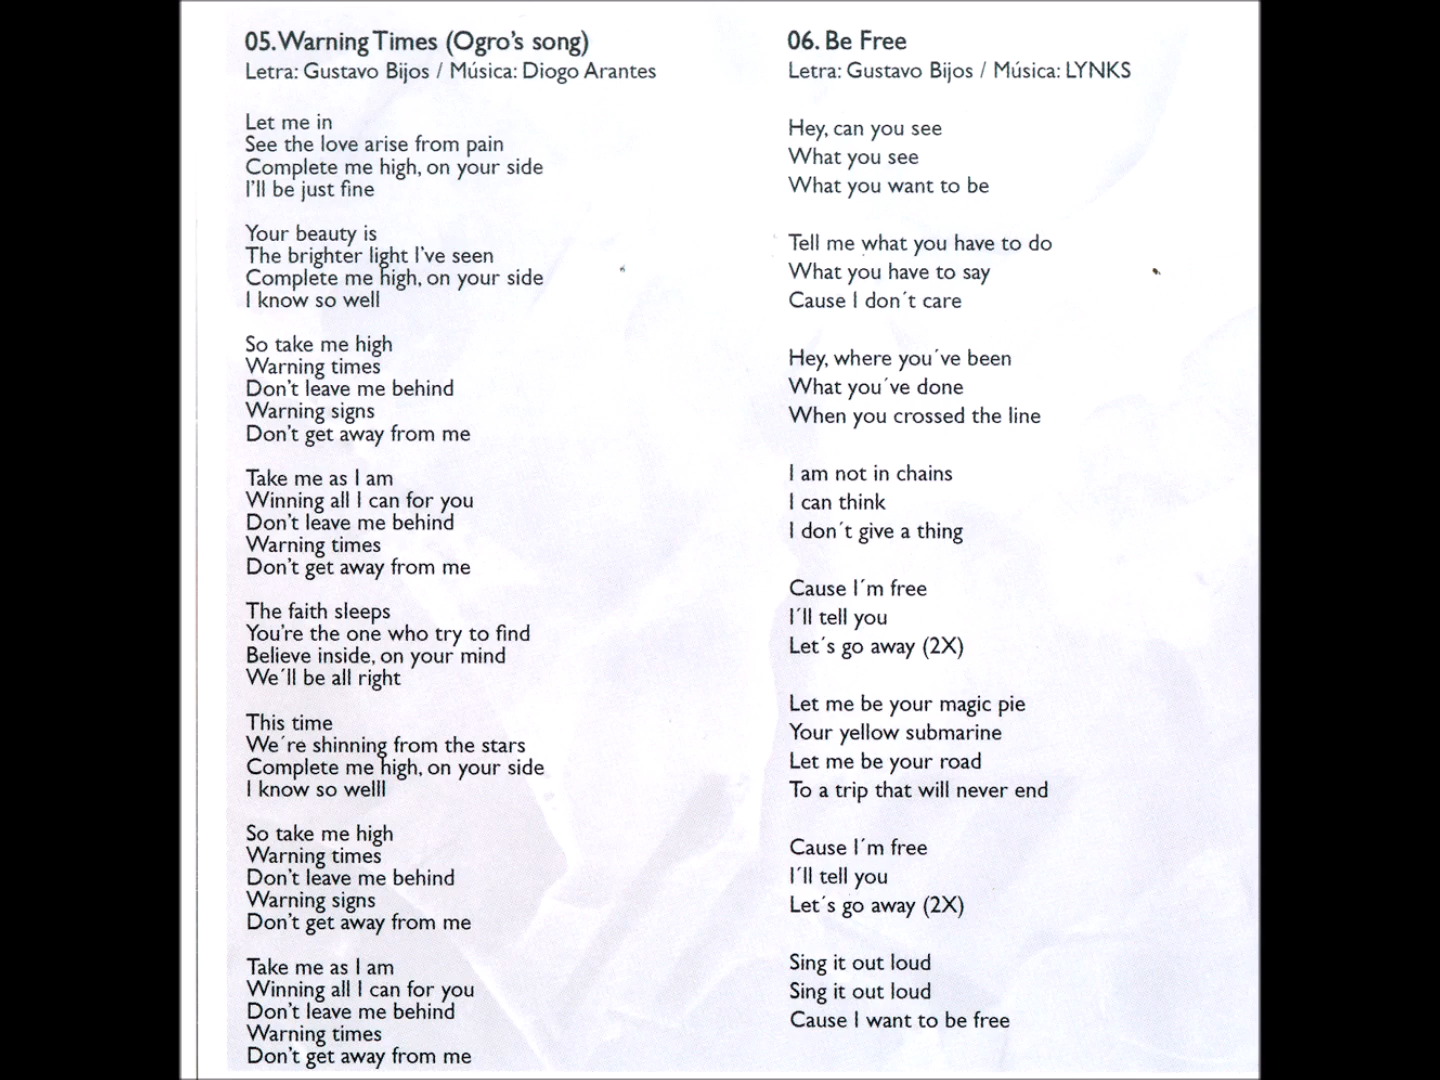 05. Warning Times (Ogro's song)
Letra: Gustavo Bijos / Música: Diogo Arantes
Let me in
See the love arise from pain
Complete me high, on your side
I'll be just fine
Your beauty is
The brighter light I've seen
Complete me high, on your side
I know so well
So take me high
Warning times
Don't leave me behind
Warning signs
Don't get away from me
Take me as I am
Winning all I can for you
Don't leave me behind
Warning times
Don't get away from me
The faith sleeps
You're the one who try to find
Believe inside, on your mind
We´ll be all right
This time
We´re shinning from the stars
Complete me high, on your side
I know so welll
So take me high
Warning times
Don't leave me behind
Warning signs
Don't get away from me
Take me as I am
Winning all I can for you
Don't leave me behind
Warning times
Don't get away from me
06. Be Free
Letra: Gustavo Bijos / Música: LYNKS
Hey, can you see
What you see
What you want to be
Tell me what you have to do
What you have to say
Cause I don´t care
Hey, where you´ve been
What you´ve done
When you crossed the line
I am not in chains
I can think
I don´t give a thing
Cause I´m free
I´ll tell you
Let´s go away (2X)
Let me be your magic pie
Your yellow submarine
Let me be your road
To a trip that will never end
Cause I´m free
I´ll tell you
Let´s go away (2X)
Sing it out loud
Sing it out loud
Cause I want to be free